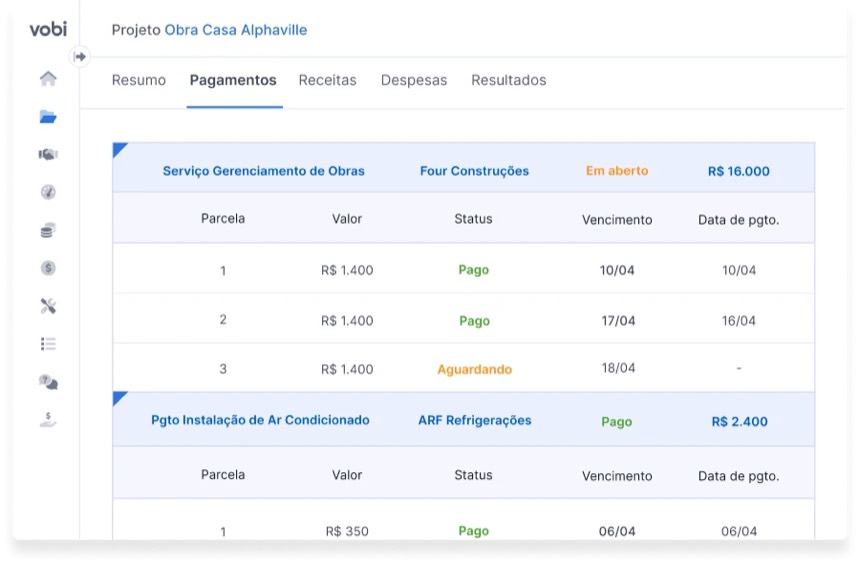 vobi
Projeto Obra Casa Alphaville
Resumo Pagamentos Receitas Despesas Resultados
Serviço Gerenciamento de Obras Four Construções Em aberto R$ 16.000
Parcela Valor Status Vencimento Data de pgto.
1 R$ 1.400 Pago 10/04 10/04
2 R$ 1.400 Pago 17/04 16/04
3 R$ 1.400 Aguardando 18/04 -
Pgto Instalação de Ar Condicionado ARF Refrigerações Pago R$ 2.400
Parcela Valor Status Vencimento Data de pgto.
1 R$ 350 Pago 06/04 06/04